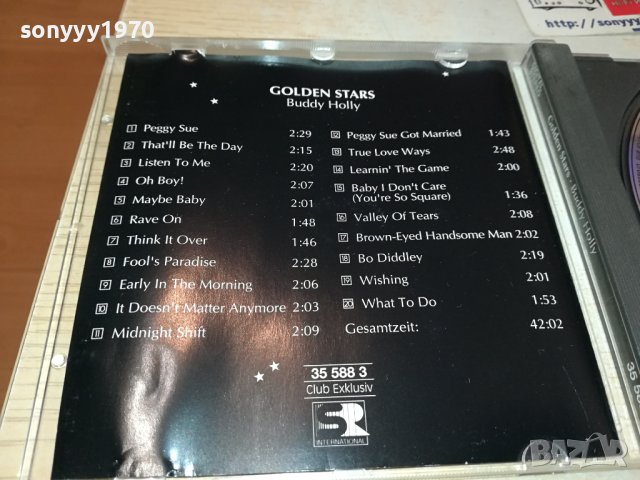 sonyyy1970
http://sonyyy
GOLDEN STARS
Buddy Holly
1 Peggy Sue 2:29
2 That'll Be The Day 2:15
3 Listen To Me 2:20
4 Oh Boy! 2:07
5 Maybe Baby 2:01
6 Rave On 1:48
7 Think It Over 1:46
8 Fool's Paradise 2:28
9 Early In The Morning 2:06
10 It Doesn't Matter Anymore 2:03
11 Midnight Shift 2:09
12 Peggy Sue Got Married 1:43
13 True Love Ways 2:48
14 Learnin' The Game 2:00
15 Baby I Don't Care
(You're So Square) 1:36
16 Valley Of Tears 2:08
17 Brown-Eyed Handsome Man 2:02
18 Bo Diddley 2:19
19 Wishing 2:01
20 What To Do 1:53
Gesamtzeit: 42:02
35 588 3
Club Exklusiv
SR
INTERNATIONAL
Golden Stars · Buddy Holly
BAZAR
bg